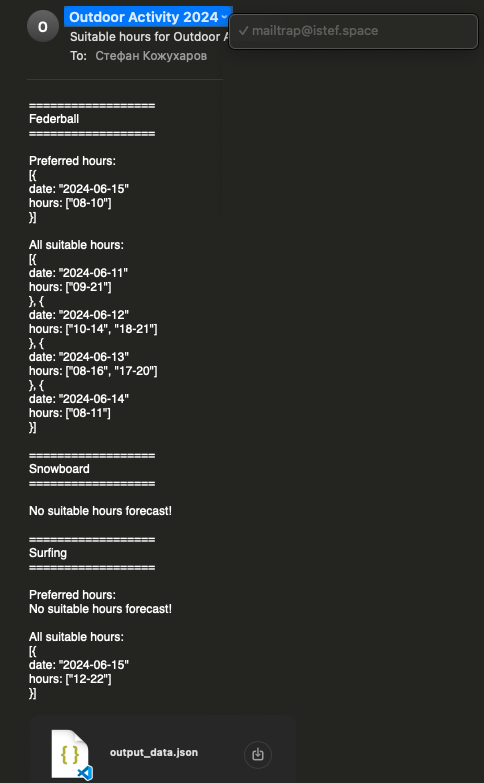 O
Outdoor Activity 2024
✓ mailtrap@istef.space
Suitable hours for Outdoor
To: Стефан Кожухаров
==================
Federball
==================
Preferred hours:
[{
date: "2024-06-15"
hours: ["08-10"]
}]
All suitable hours:
[{
date: "2024-06-11"
hours: ["09-21"]
}, {
date: "2024-06-12"
hours: ["10-14", "18-21"]
}, {
date: "2024-06-13"
hours: ["08-16", "17-20"]
}, {
date: "2024-06-14"
hours: ["08-11"]
}]
==================
Snowboard
==================
No suitable hours forecast!
==================
Surfing
==================
Preferred hours:
No suitable hours forecast!
All suitable hours:
[{
date: "2024-06-15"
hours: ["12-22"]
}]
{ }
output_data.json